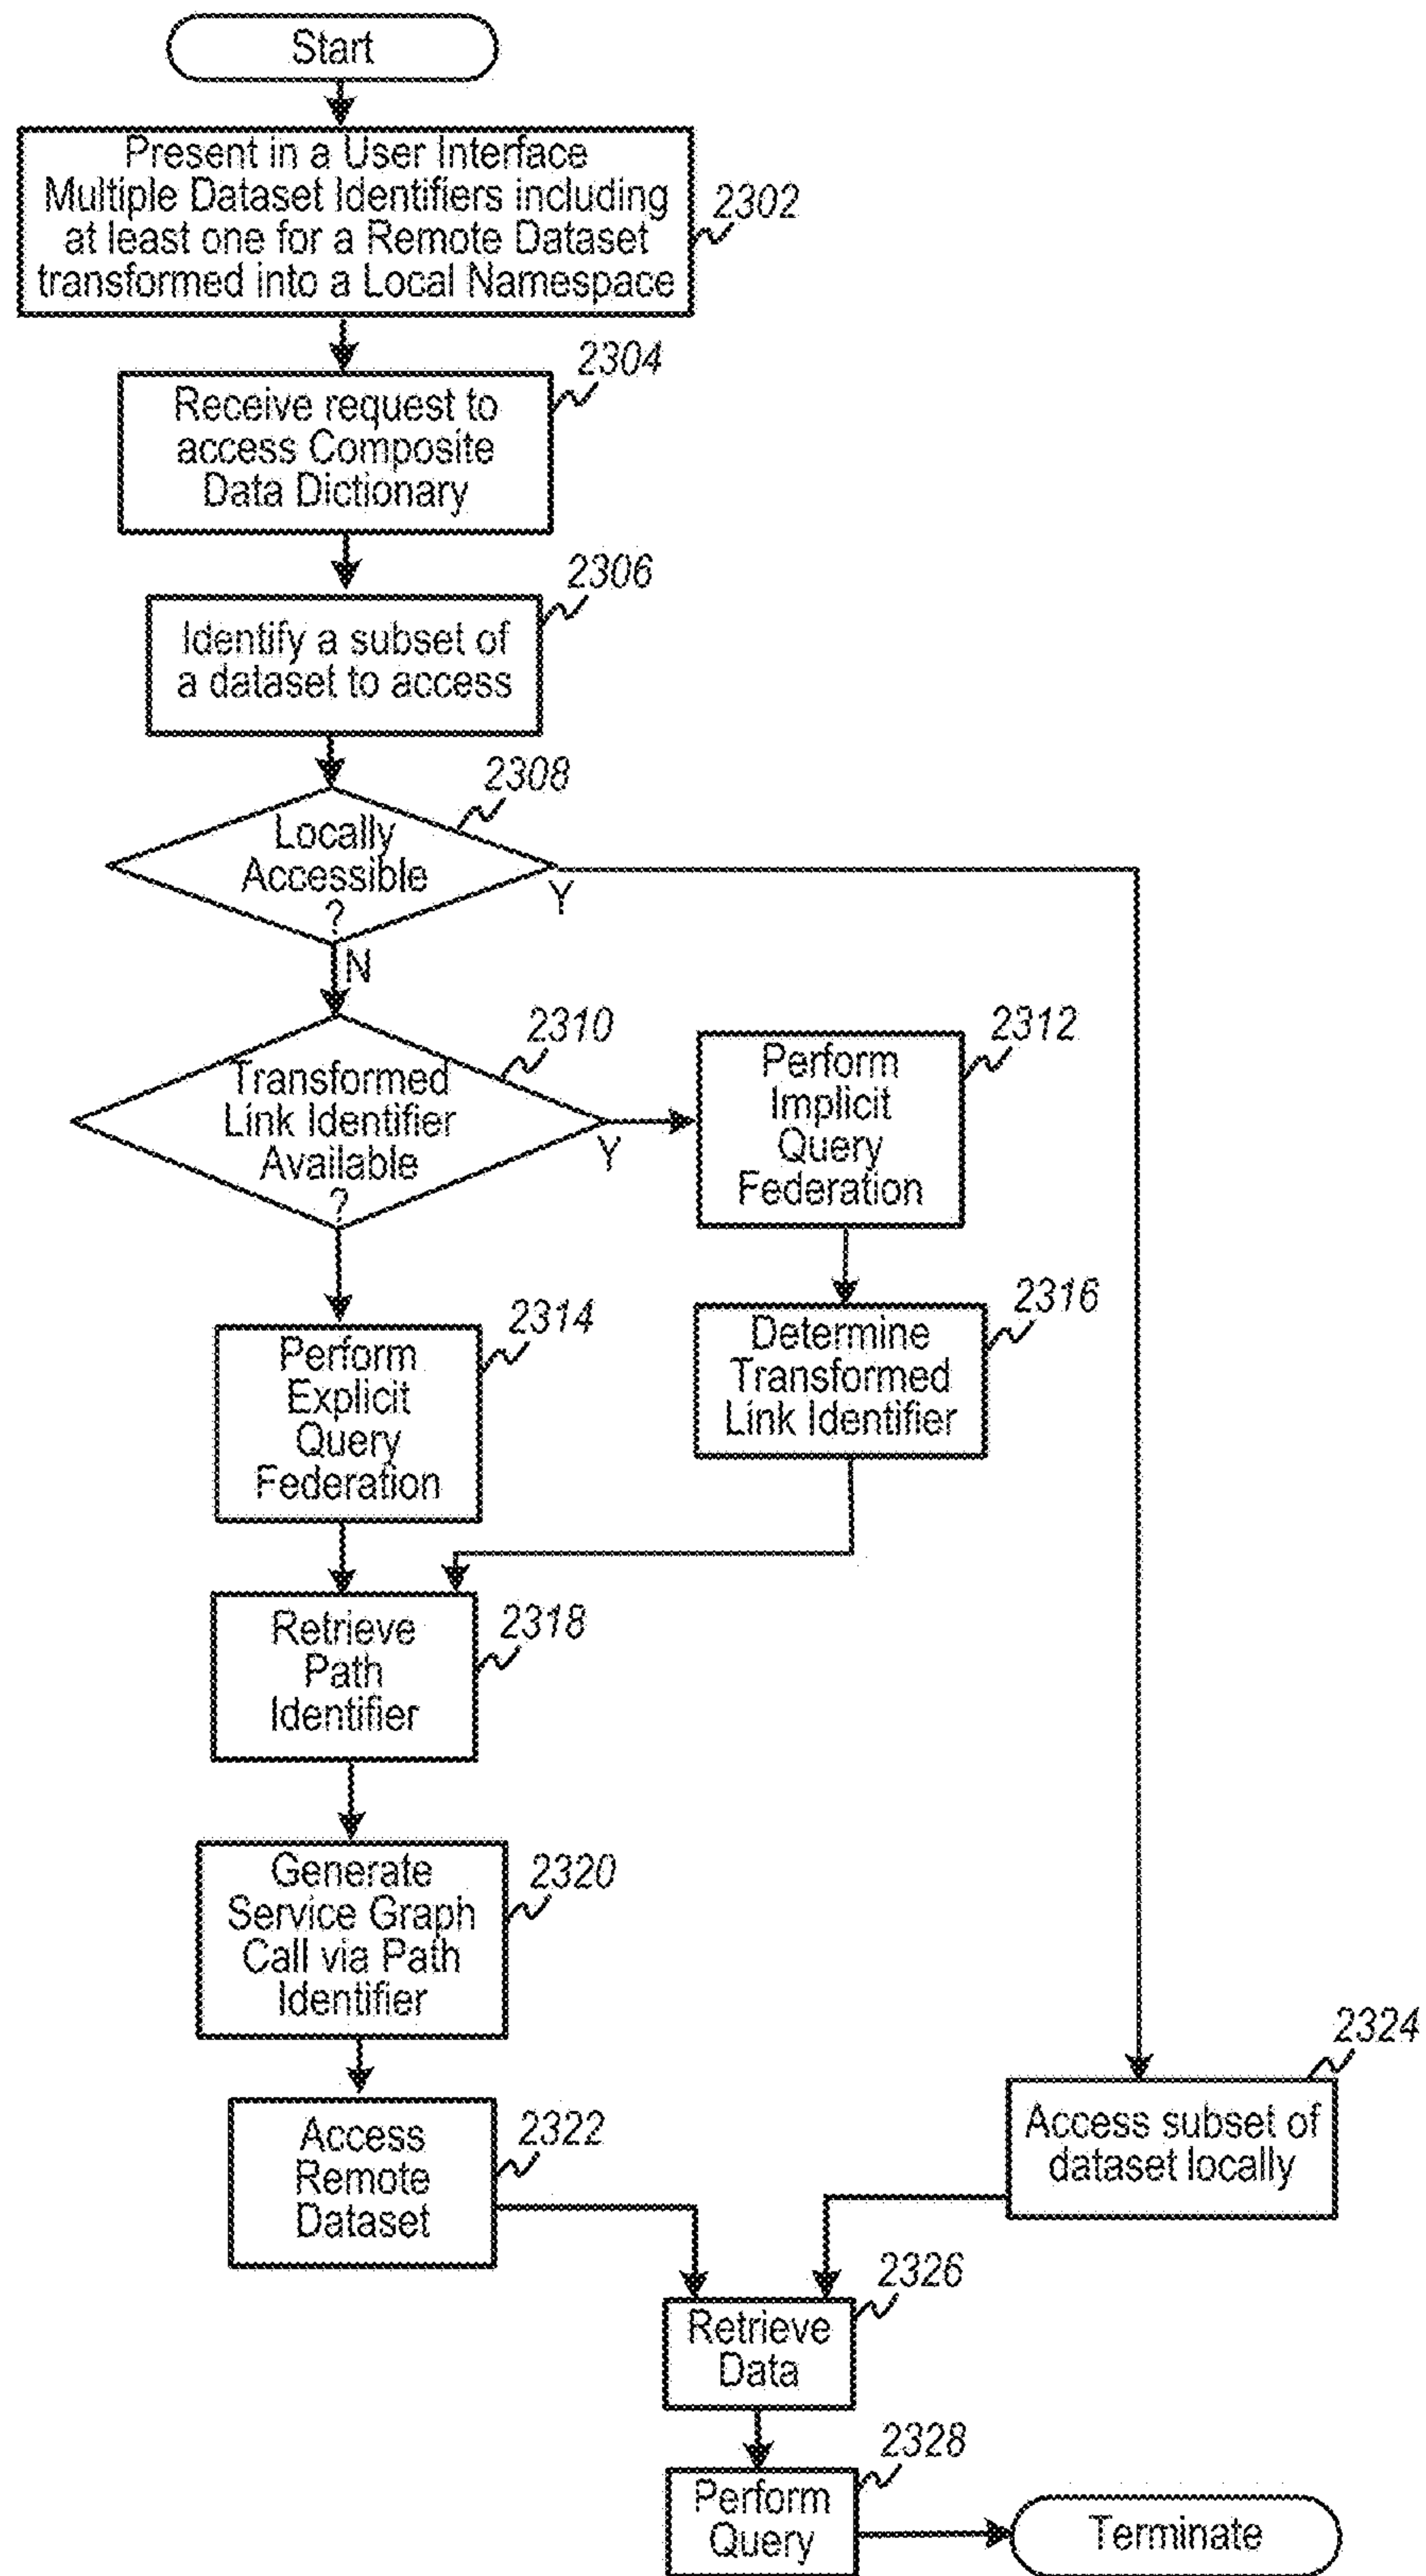 Start
Present in a User Interface
Multiple Dataset Identifiers including
at least one for a Remote Dataset
transformed into a Local Namespace
2302
2304
Receive request to
access Composite
Data Dictionary
2306
Identify a subset of
a dataset to access
2308
Locally
Accessible
?
Y
N
2310
Transformed
Link Identifier
Available
?
Y
2312
Perform
Implicit
Query
Federation
2314
Perform
Explicit
Query
Federation
2316
Determine
Transformed
Link Identifier
2318
Retrieve
Path
Identifier
2320
Generate
Service Graph
Call via Path
Identifier
2322
Access
Remote
Dataset
2324
Access subset of
dataset locally
2326
Retrieve
Data
2328
Perform
Query
Terminate